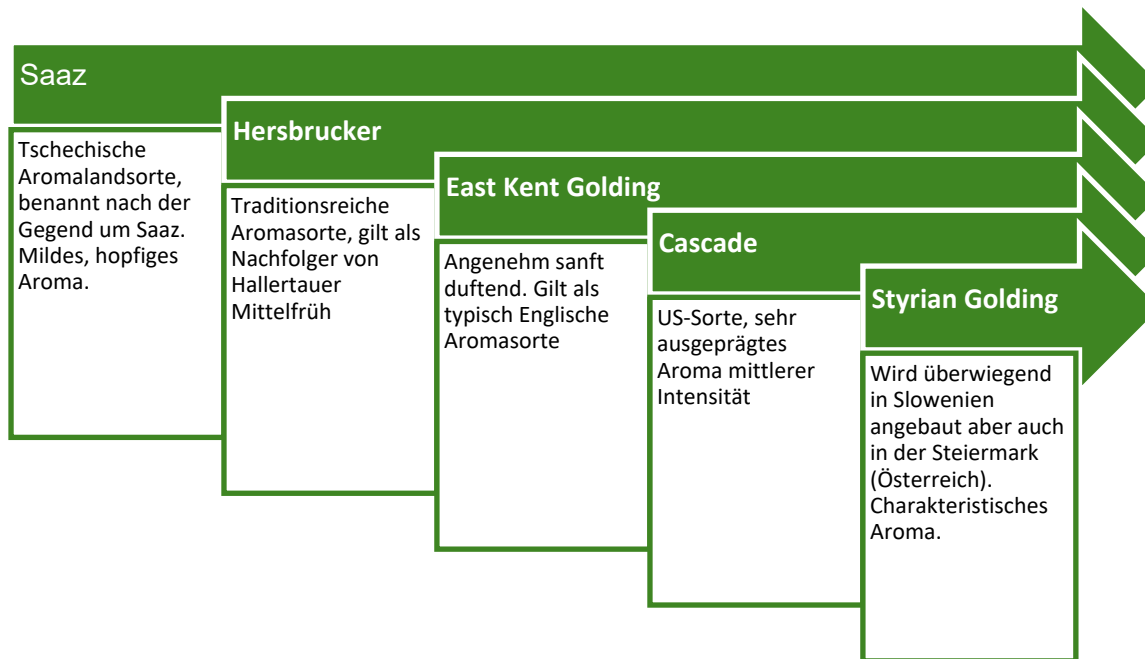 Saaz
Tschechische
Aromalandsorte,
benannt nach der
Gegend um Saaz.
Mildes, hopfiges
Aroma.
Hersbrucker
Traditionsreiche
Aromasorte, gilt als
Nachfolger von
Hallertauer
Mittelfrüh
East Kent Golding
Angenehm sanft
duftend. Gilt als
typisch Englische
Aromasorte
Cascade
US-Sorte, sehr
ausgeprägtes
Aroma mittlerer
Intensität
Styrian Golding
Wird überwiegend
in Slowenien
angebaut aber auch
in der Steiermark
(Österreich).
Charakteristisches
Aroma.